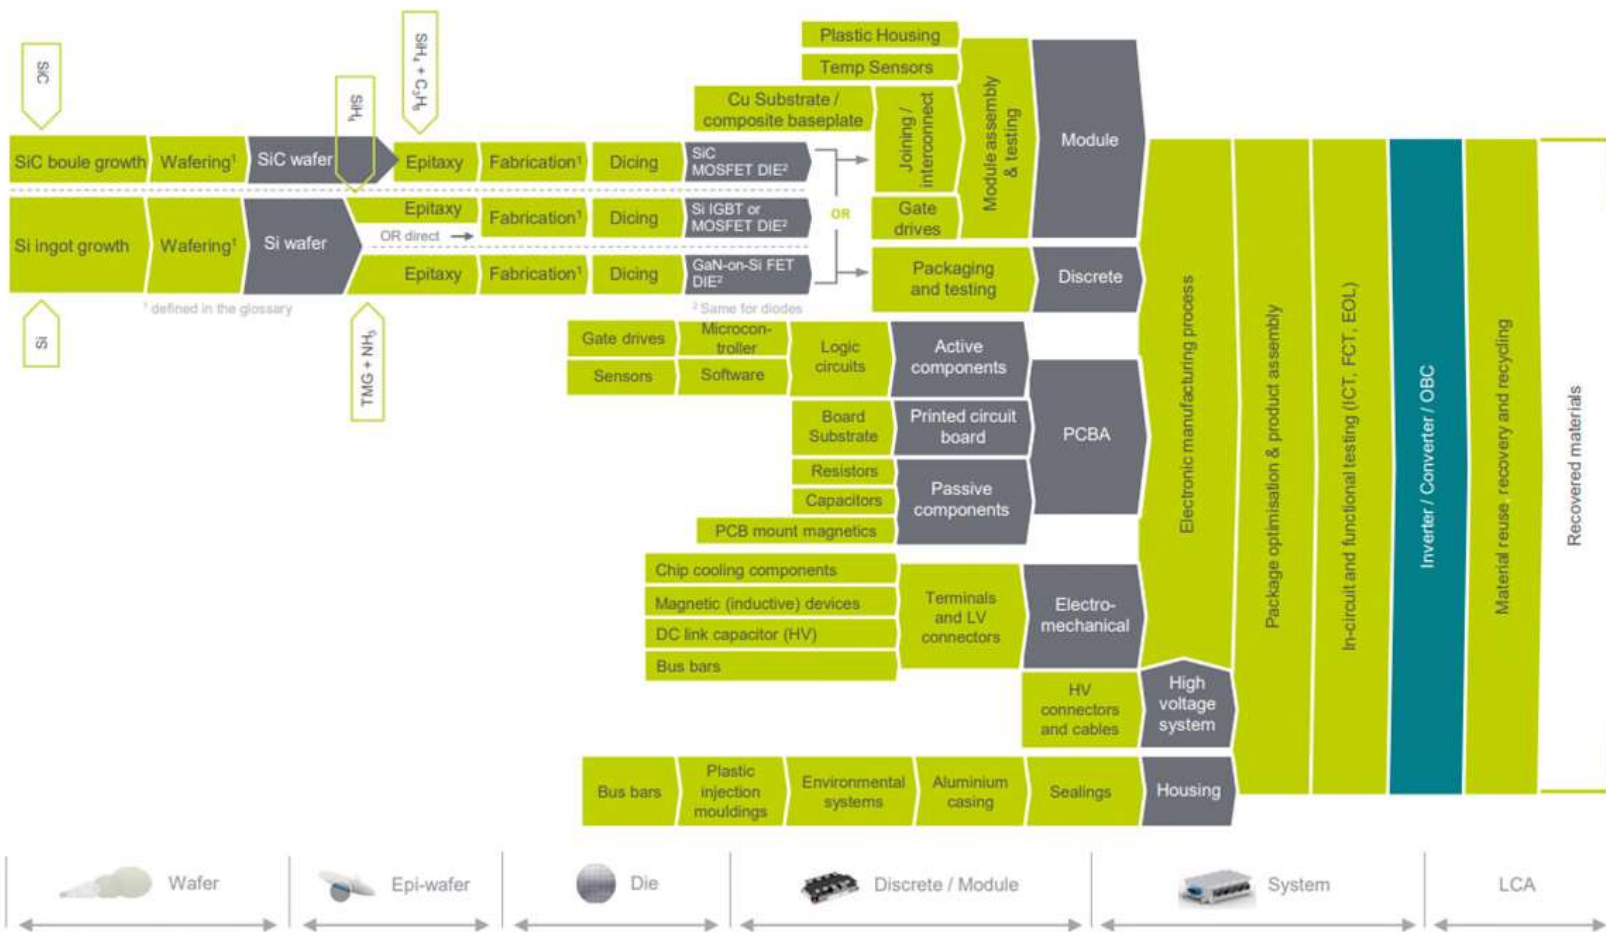 SiC
SiH₄
SiH₄ + C₃H₈
SiC boule growth
Wafering¹
SiC wafer
Epitaxy
Fabrication¹
Dicing
SiC
MOSFET DIE²
Si ingot growth
Wafering¹
Si wafer
Epitaxy
OR direct
Fabrication¹
Dicing
Si IGBT or
MOSFET DIE²
Epitaxy
Fabrication¹
Dicing
GaN-on-Si FET
DIE²
¹ defined in the glossary
² Same for diodes
Si
TMG + NH₃
OR
Plastic Housing
Temp Sensors
Cu Substrate /
composite baseplate
Joining /
interconnect
Gate
drives
Module assembly
& testing
Module
Packaging
and testing
Discrete
Gate drives
Microcon-
troller
Sensors
Software
Logic
circuits
Active
components
Board
Substrate
Printed circuit
board
Resistors
Capacitors
PCB mount magnetics
Passive
components
PCBA
Chip cooling components
Magnetic (inductive) devices
DC link capacitor (HV)
Bus bars
Terminals
and LV
connectors
Electro-
mechanical
HV
connectors
and cables
High
voltage
system
Bus bars
Plastic
injection
mouldings
Environmental
systems
Aluminium
casing
Sealings
Housing
Electronic manufacturing process
Package optimisation & product assembly
In-circuit and functional testing (ICT, FCT, EOL)
Inverter / Converter / OBC
Material reuse, recovery and recycling
Recovered materials
Wafer
Epi-wafer
Die
Discrete / Module
System
LCA